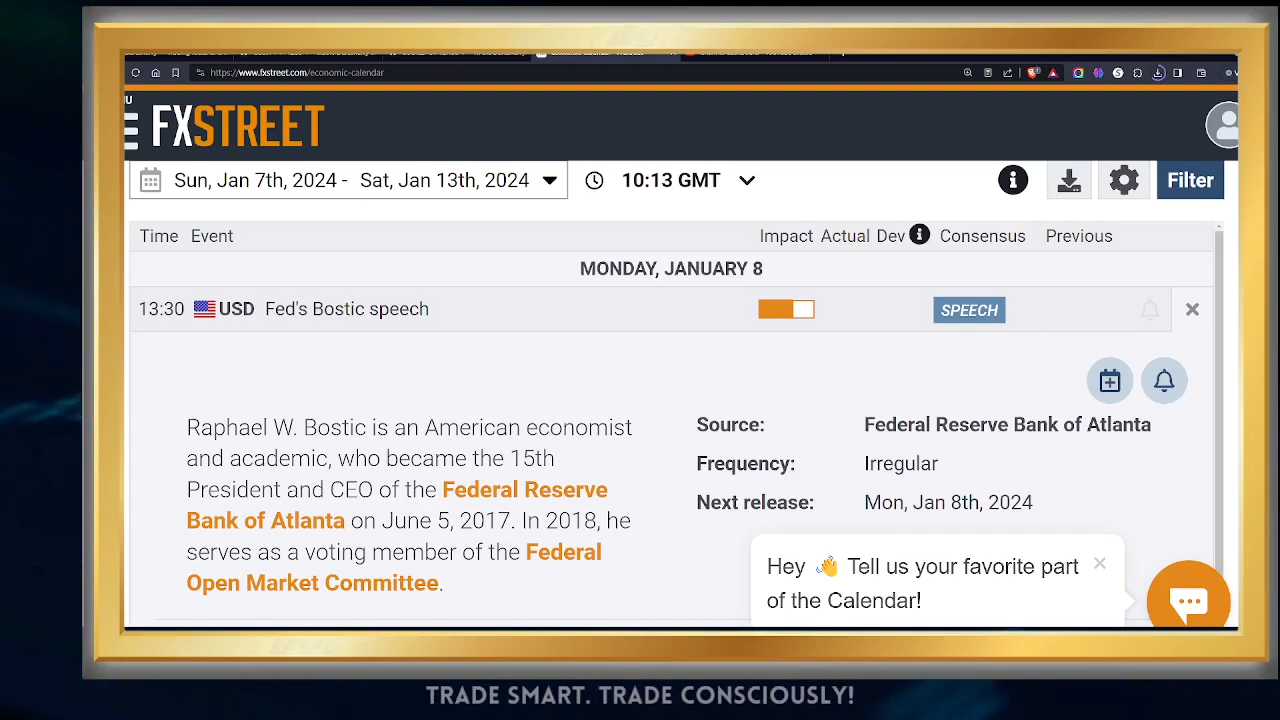 https://www.fxstreet.com/economic-calendar
FXSTREET
Sun, Jan 7th, 2024 - Sat, Jan 13th, 2024 10:13 GMT Filter
Time Event Impact Actual Dev Consensus Previous
MONDAY, JANUARY 8
13:30 USD Fed's Bostic speech SPEECH
Raphael W. Bostic is an American economist
and academic, who became the 15th
President and CEO of the Federal Reserve
Bank of Atlanta on June 5, 2017. In 2018, he
serves as a voting member of the Federal
Open Market Committee.
Source: Federal Reserve Bank of Atlanta
Frequency: Irregular
Next release: Mon, Jan 8th, 2024
Hey 👋 Tell us your favorite part
of the Calendar!
TRADE SMART. TRADE CONSCIOUSLY!